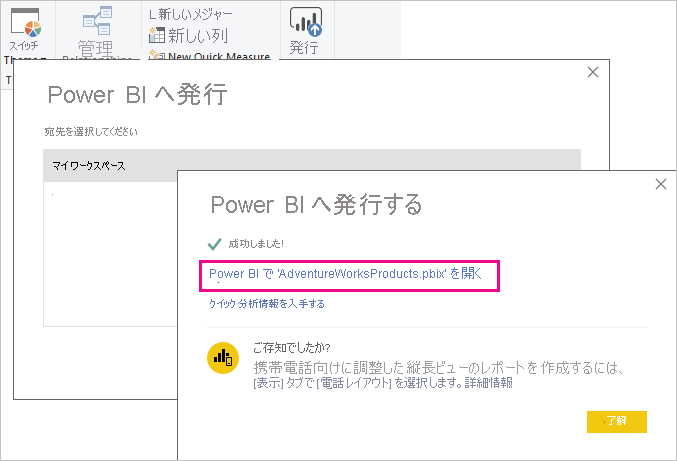 スイッチ
Theme
管理
Relationships
新しいメジャー
新しい列
New Quick Measure
発行
Power BI へ発行
宛先を選択してください
マイワークスペース
Power BI へ発行する
成功しました!
Power BI で 'AdventureWorksProducts.pbix' を開く
クイック分析情報を入手する
ご存知でしたか?
携帯電話向けに調整した縦長ビューのレポートを作成するには、
[表示] タブで [電話レイアウト] を選択します。詳細情報
了解